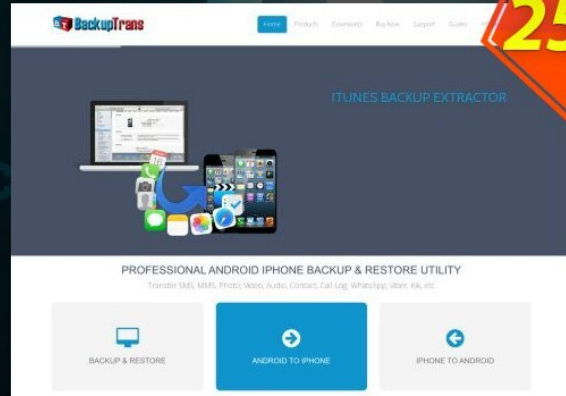 BackupTrans
Home Products Downloads Buy Now Support Guides
25
ITUNES BACKUP EXTRACTOR
PROFESSIONAL ANDROID IPHONE BACKUP & RESTORE UTILITY
Transfer SMS, MMS, Photo, Video, Audio, Contact, Call Log, WhatsApp, Viber, Kik, etc
BACKUP & RESTORE
ANDROID TO IPHONE
IPHONE TO ANDROID